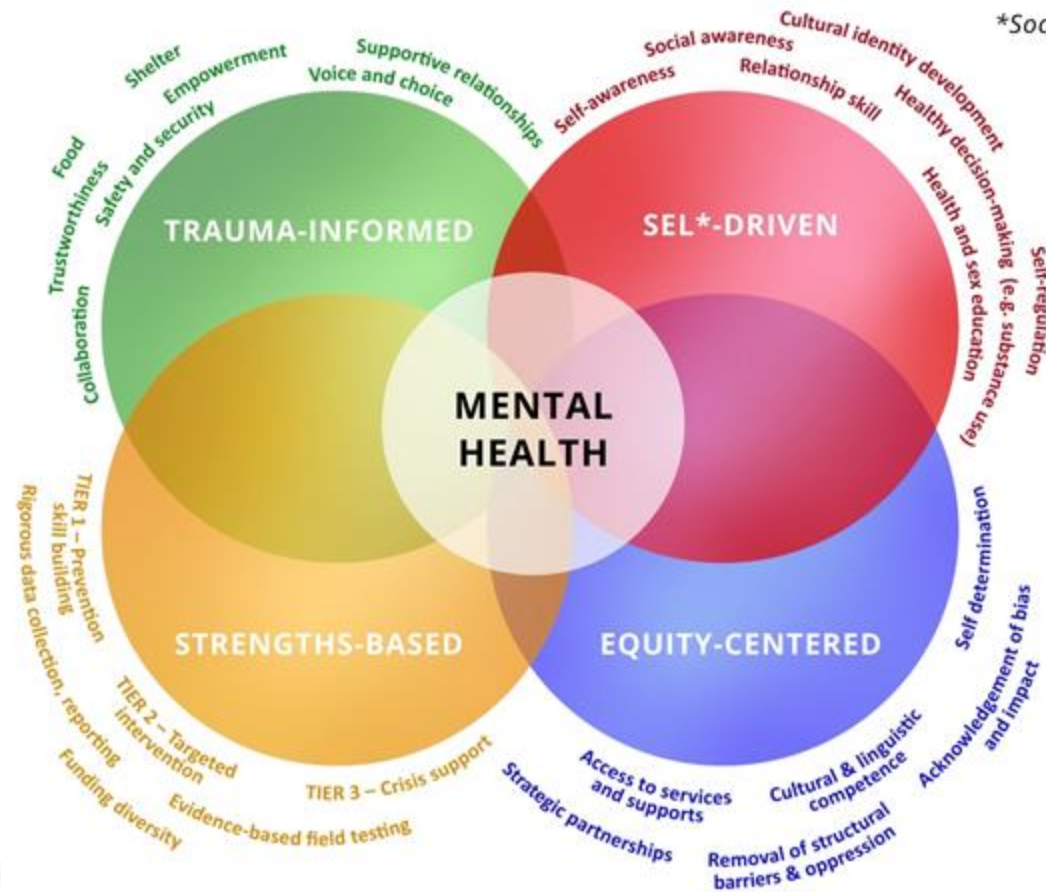 *Soc
Shelter
Empowerment
Voice and choice
Supportive relationships
Food
Trustworthiness
Safety and security
Collaboration
TRAUMA-INFORMED
Self-awareness
Social awareness
Relationship skill
Cultural identity development
Healthy decision-making (e.g. substance use)
Health and sex education
Self-regulation
SEL*-DRIVEN
MENTAL
HEALTH
TIER 1 – Prevention
skill building
Rigorous data collection, reporting
TIER 2 – Targeted
intervention
Funding diversity
TIER 3 – Crisis support
Evidence-based field testing
STRENGTHS-BASED
EQUITY-CENTERED
Self determination
Acknowledgement of bias
and impact
Cultural & linguistic
competence
Access to services
and supports
Strategic partnerships
Removal of structural
barriers & oppression